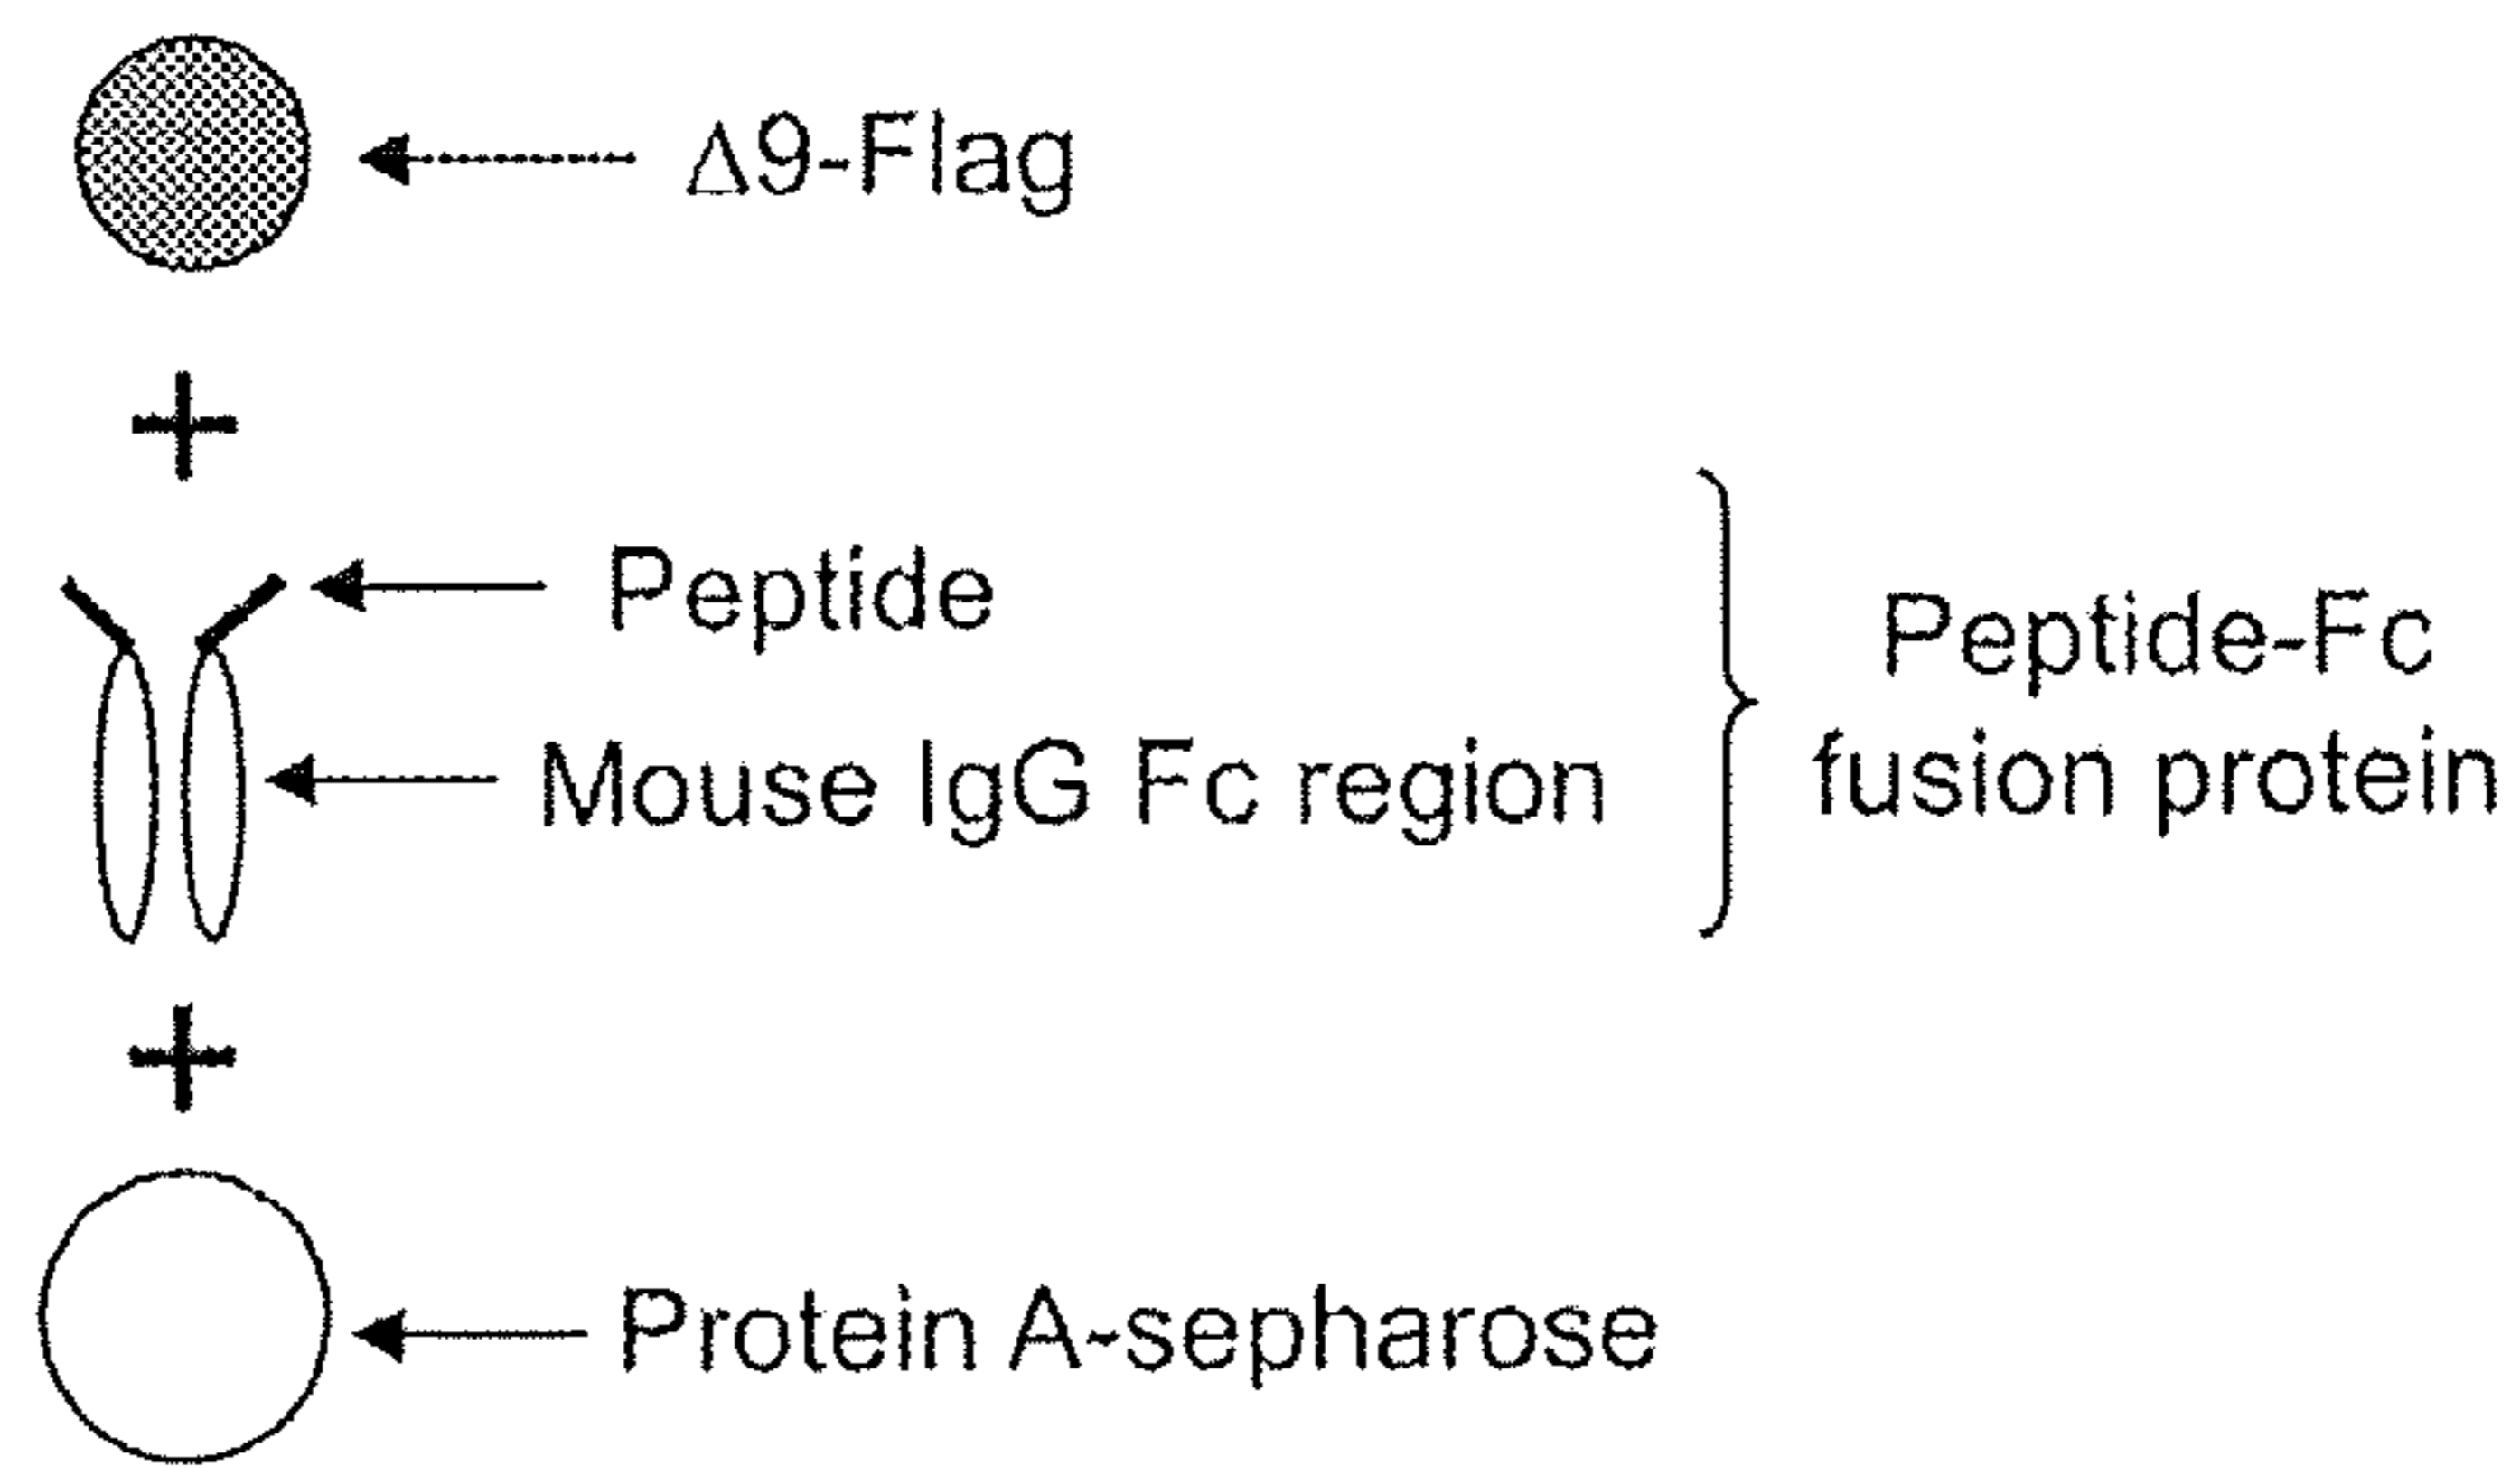 Δ9-Flag
+
Peptide
Mouse IgG Fc region
Peptide-Fc
fusion protein
+
Protein A-sepharose